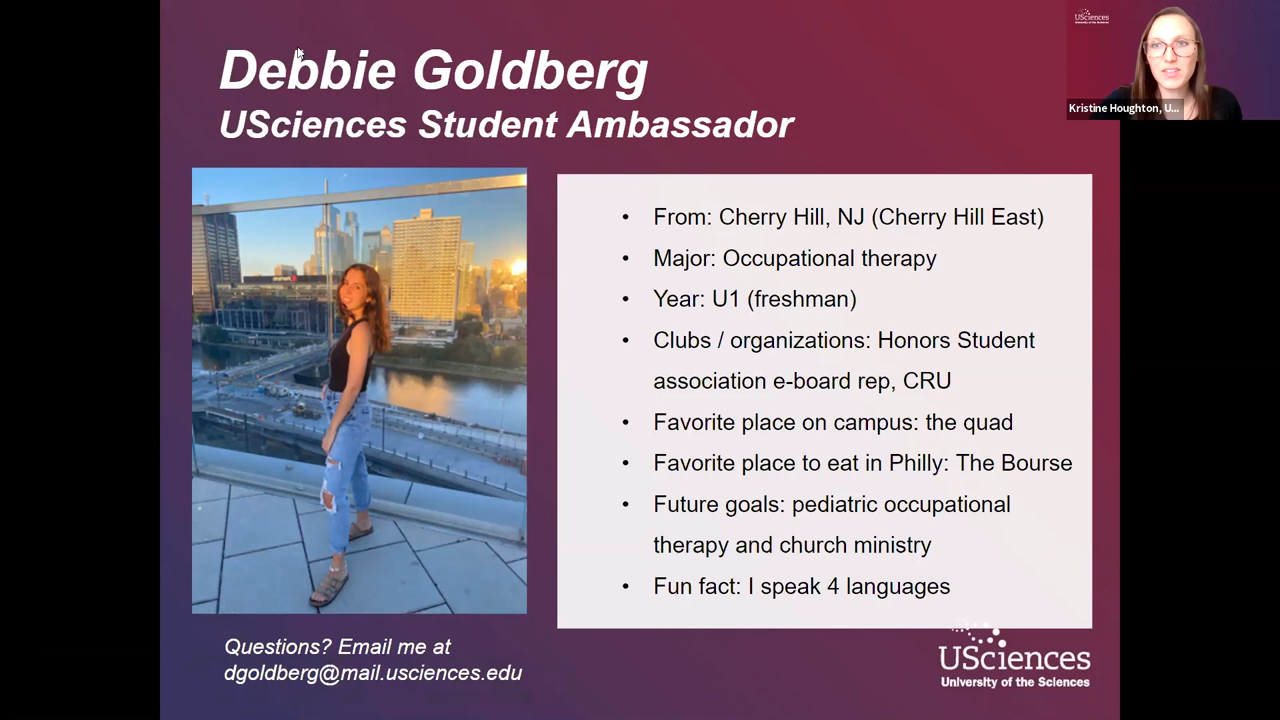 USciences
Kristine Houghton, U...
Debbie Goldberg
USciences Student Ambassador
• From: Cherry Hill, NJ (Cherry Hill East)
• Major: Occupational therapy
• Year: U1 (freshman)
• Clubs / organizations: Honors Student
association e-board rep, CRU
• Favorite place on campus: the quad
• Favorite place to eat in Philly: The Bourse
• Future goals: pediatric occupational
therapy and church ministry
• Fun fact: I speak 4 languages
Questions? Email me at
dgoldberg@mail.usciences.edu
USciences
University of the Sciences